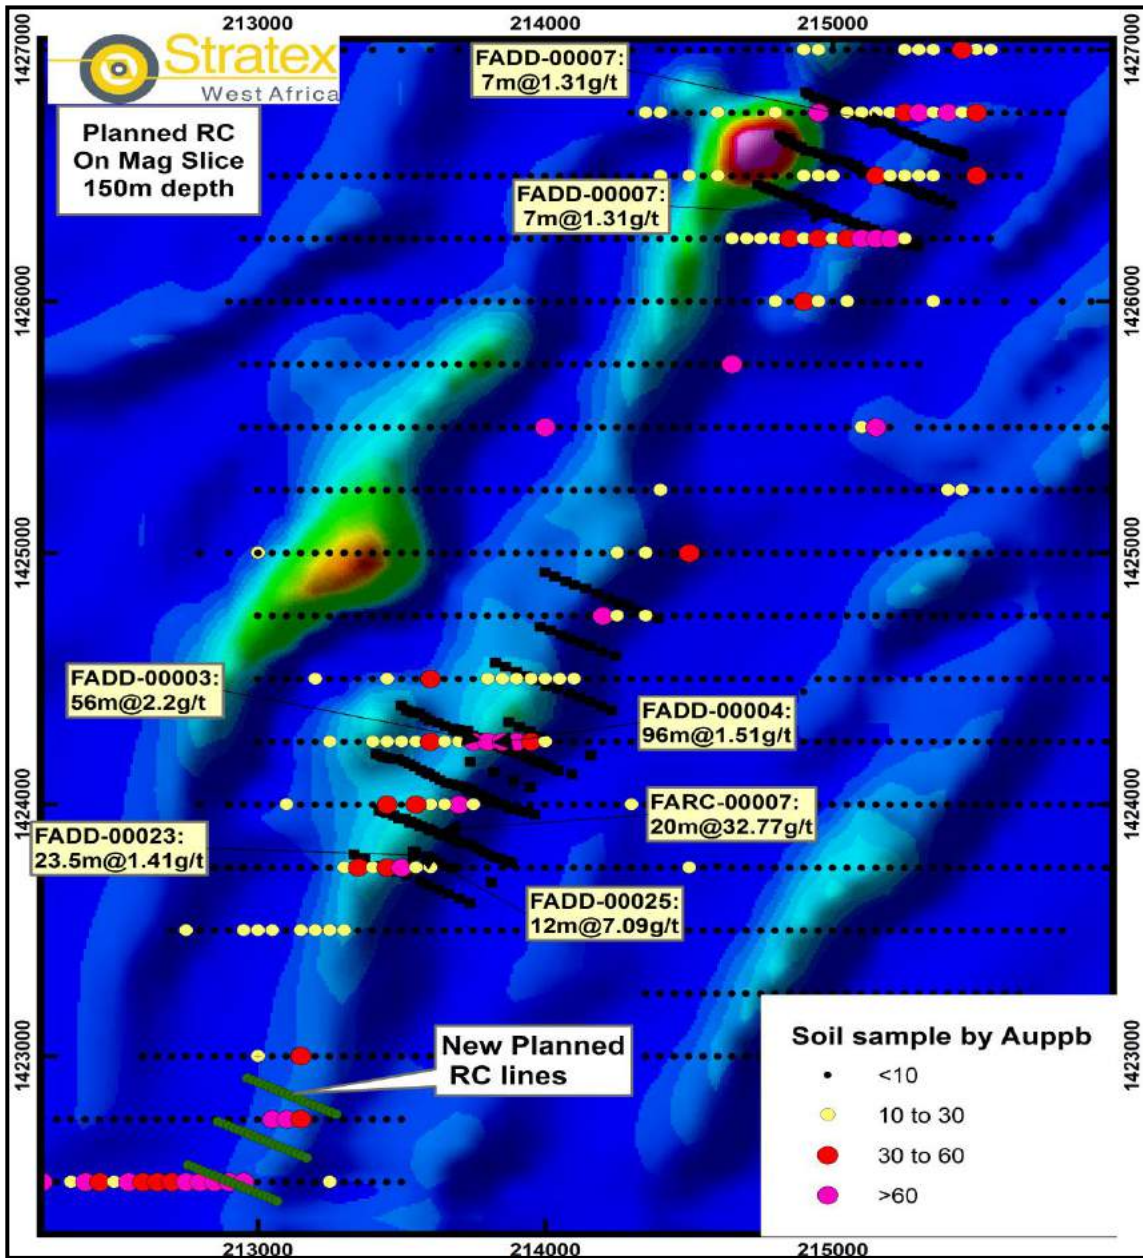 213000
214000
215000
1427000
1427000
Stratex
West Africa
Planned RC
On Mag Slice
150m depth
FADD-00007:
7m@1.31g/t
FADD-00007:
7m@1.31g/t
1426000
1426000
1425000
1425000
FADD-00003:
56m@2.2g/t
FADD-00004:
96m@1.51g/t
1424000
1424000
FARC-00007:
20m@32.77g/t
FADD-00023:
23.5m@1.41g/t
FADD-00025:
12m@7.09g/t
1423000
1423000
New Planned
RC lines
Soil sample by Auppb
<10
10 to 30
30 to 60
>60
213000
214000
215000